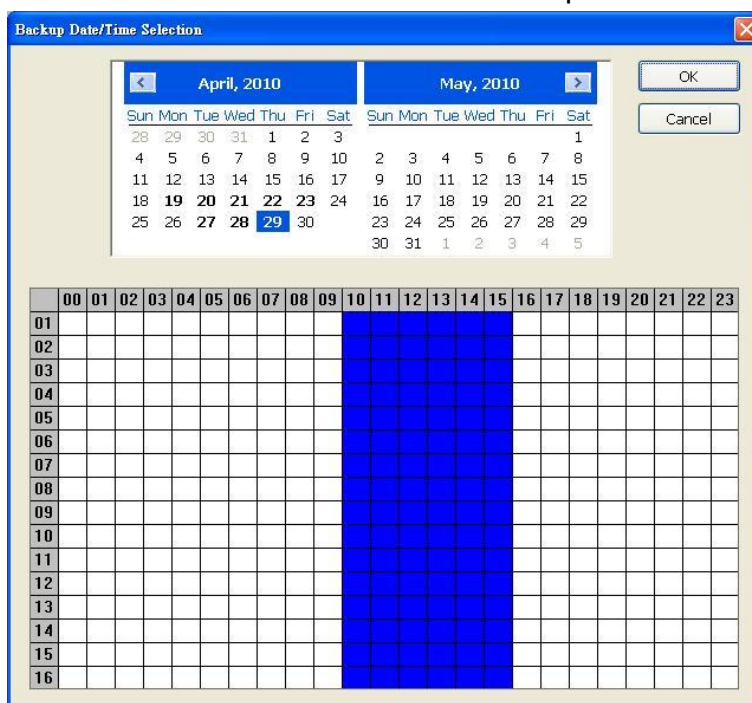 Backup Date/Time Selection
< April, 2010 May, 2010 > OK
Sun Mon Tue Wed Thu Fri Sat Sun Mon Tue Wed Thu Fri Sat Cancel
28 29 30 31 1 2 3 1
4 5 6 7 8 9 10 2 3 4 5 6 7 8
11 12 13 14 15 16 17 9 10 11 12 13 14 15
18 19 20 21 22 23 24 16 17 18 19 20 21 22
25 26 27 28 29 30 23 24 25 26 27 28 29
30 31 1 2 3 4 5
00 01 02 03 04 05 06 07 08 09 10 11 12 13 14 15 16 17 18 19 20 21 22 23
01
02
03
04
05
06
07
08
09
10
11
12
13
14
15
16